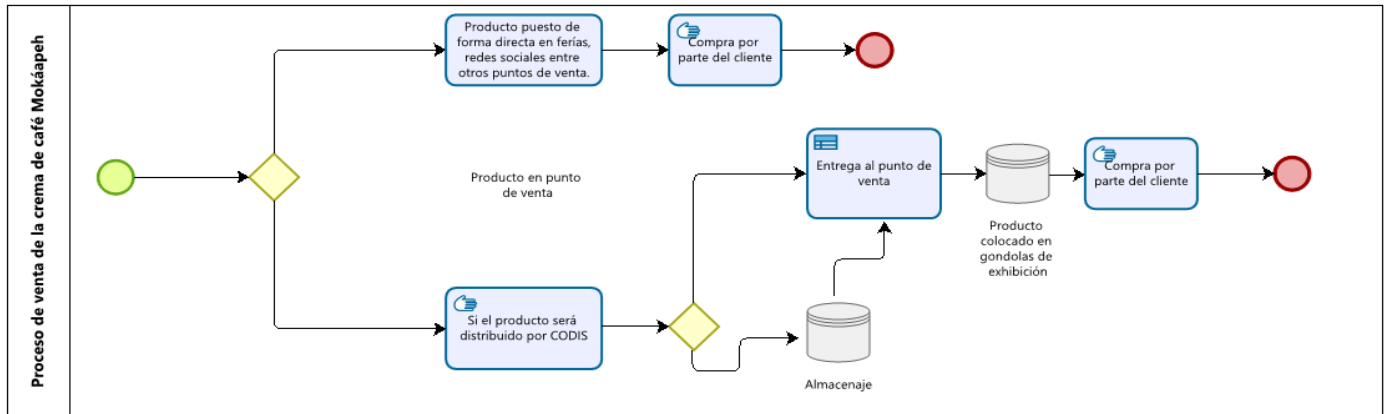 Proceso de venta de la crema de café Mokáapeh
Producto puesto de
forma directa en ferías,
redes sociales entre
otros puntos de venta.
Compra por
parte del cliente
Producto en punto
de venta
Entrega al punto de
venta
Producto
colocado en
gondolas de
exhibición
Compra por
parte del cliente
Si el producto será
distribuido por CODIS
Almacenaje